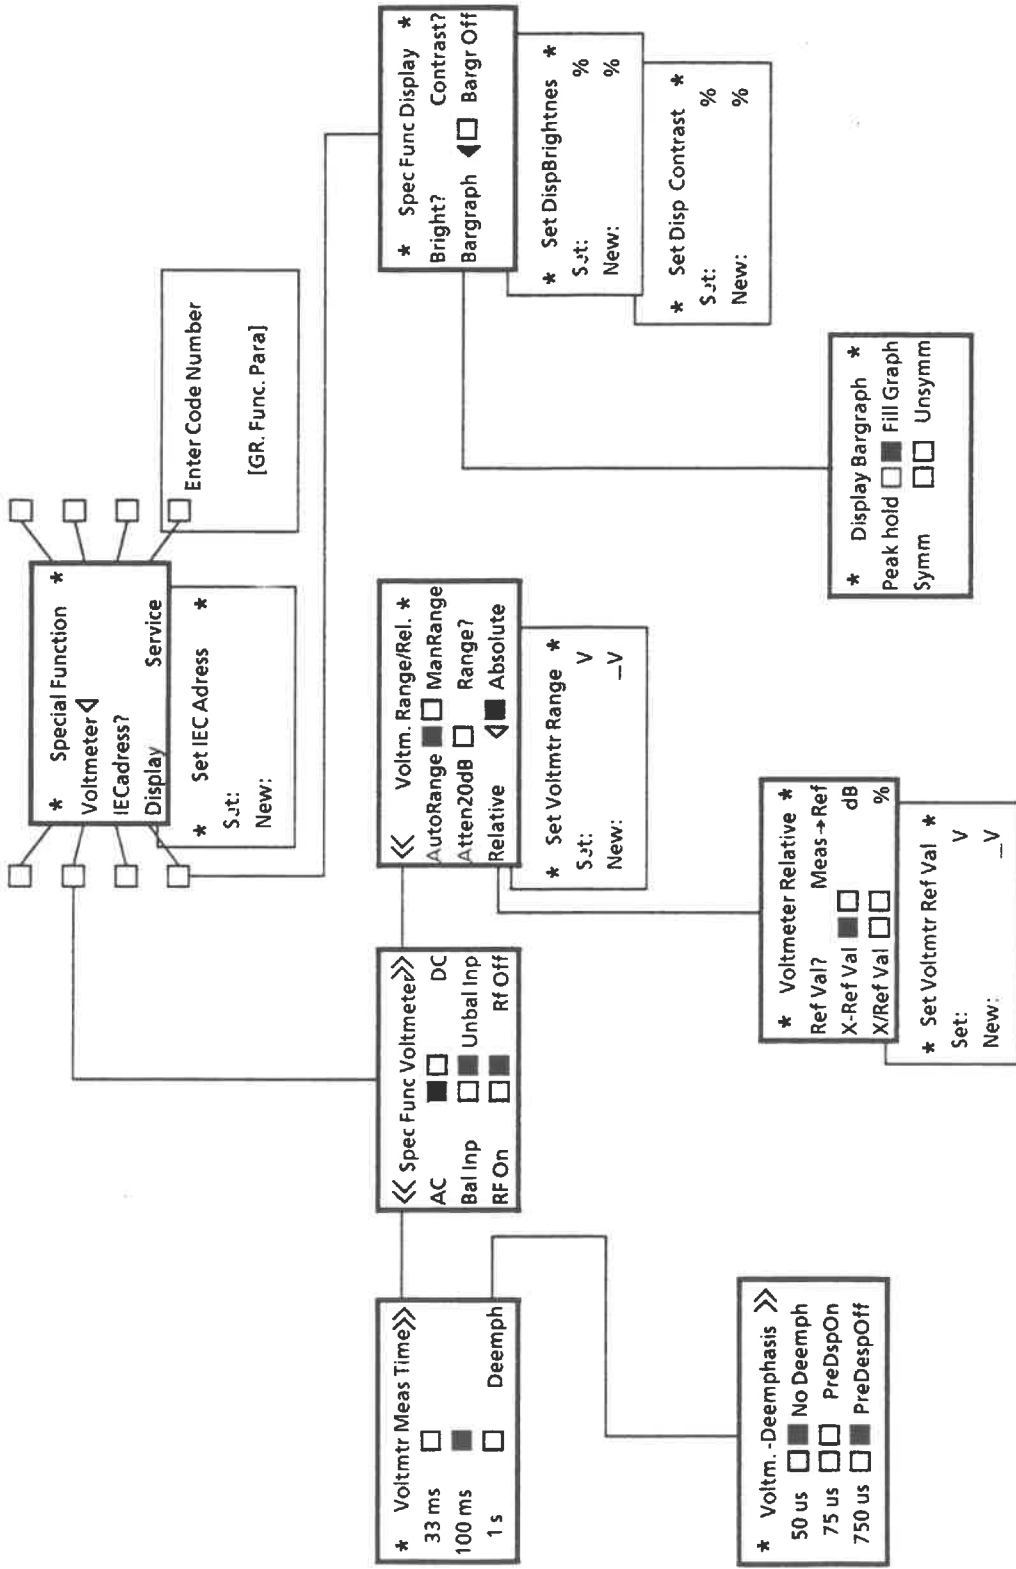 * Special Function *
Voltmeter
IECadress?
Display Service
* Set IEC Adress *
Set:
New:
Enter Code Number
[GR. Func. Para]
* Voltmtr Meas Time>>
33 ms
100 ms
1 s Deemph
<< Spec Func Voltmeter>>
AC DC
Bal Inp Unbal Inp
RF On Rf Off
<< Voltm. Range/Rel. *
AutoRange ManRange
Atten20dB Range?
Relative Absolute
* Set Voltmtr Range *
Set: V
New: _V
* Spec Func Display *
Bright? Contrast?
Bargraph Bargr Off
* Set DispBrightnes *
Set: %
New: %
* Set Disp Contrast *
Set: %
New: %
* Voltm.-Deemphasis >>
50 us No Deemph
75 us PreDspOn
750 us PreDespOff
* Voltmeter Relative *
Ref Val? Meas→Ref
X-Ref Val dB
X/Ref Val %
* Set Voltmtr Ref Val *
Set: V
New: _V
* Display Bargraph *
Peak hold Fill Graph
Symm Unsymm